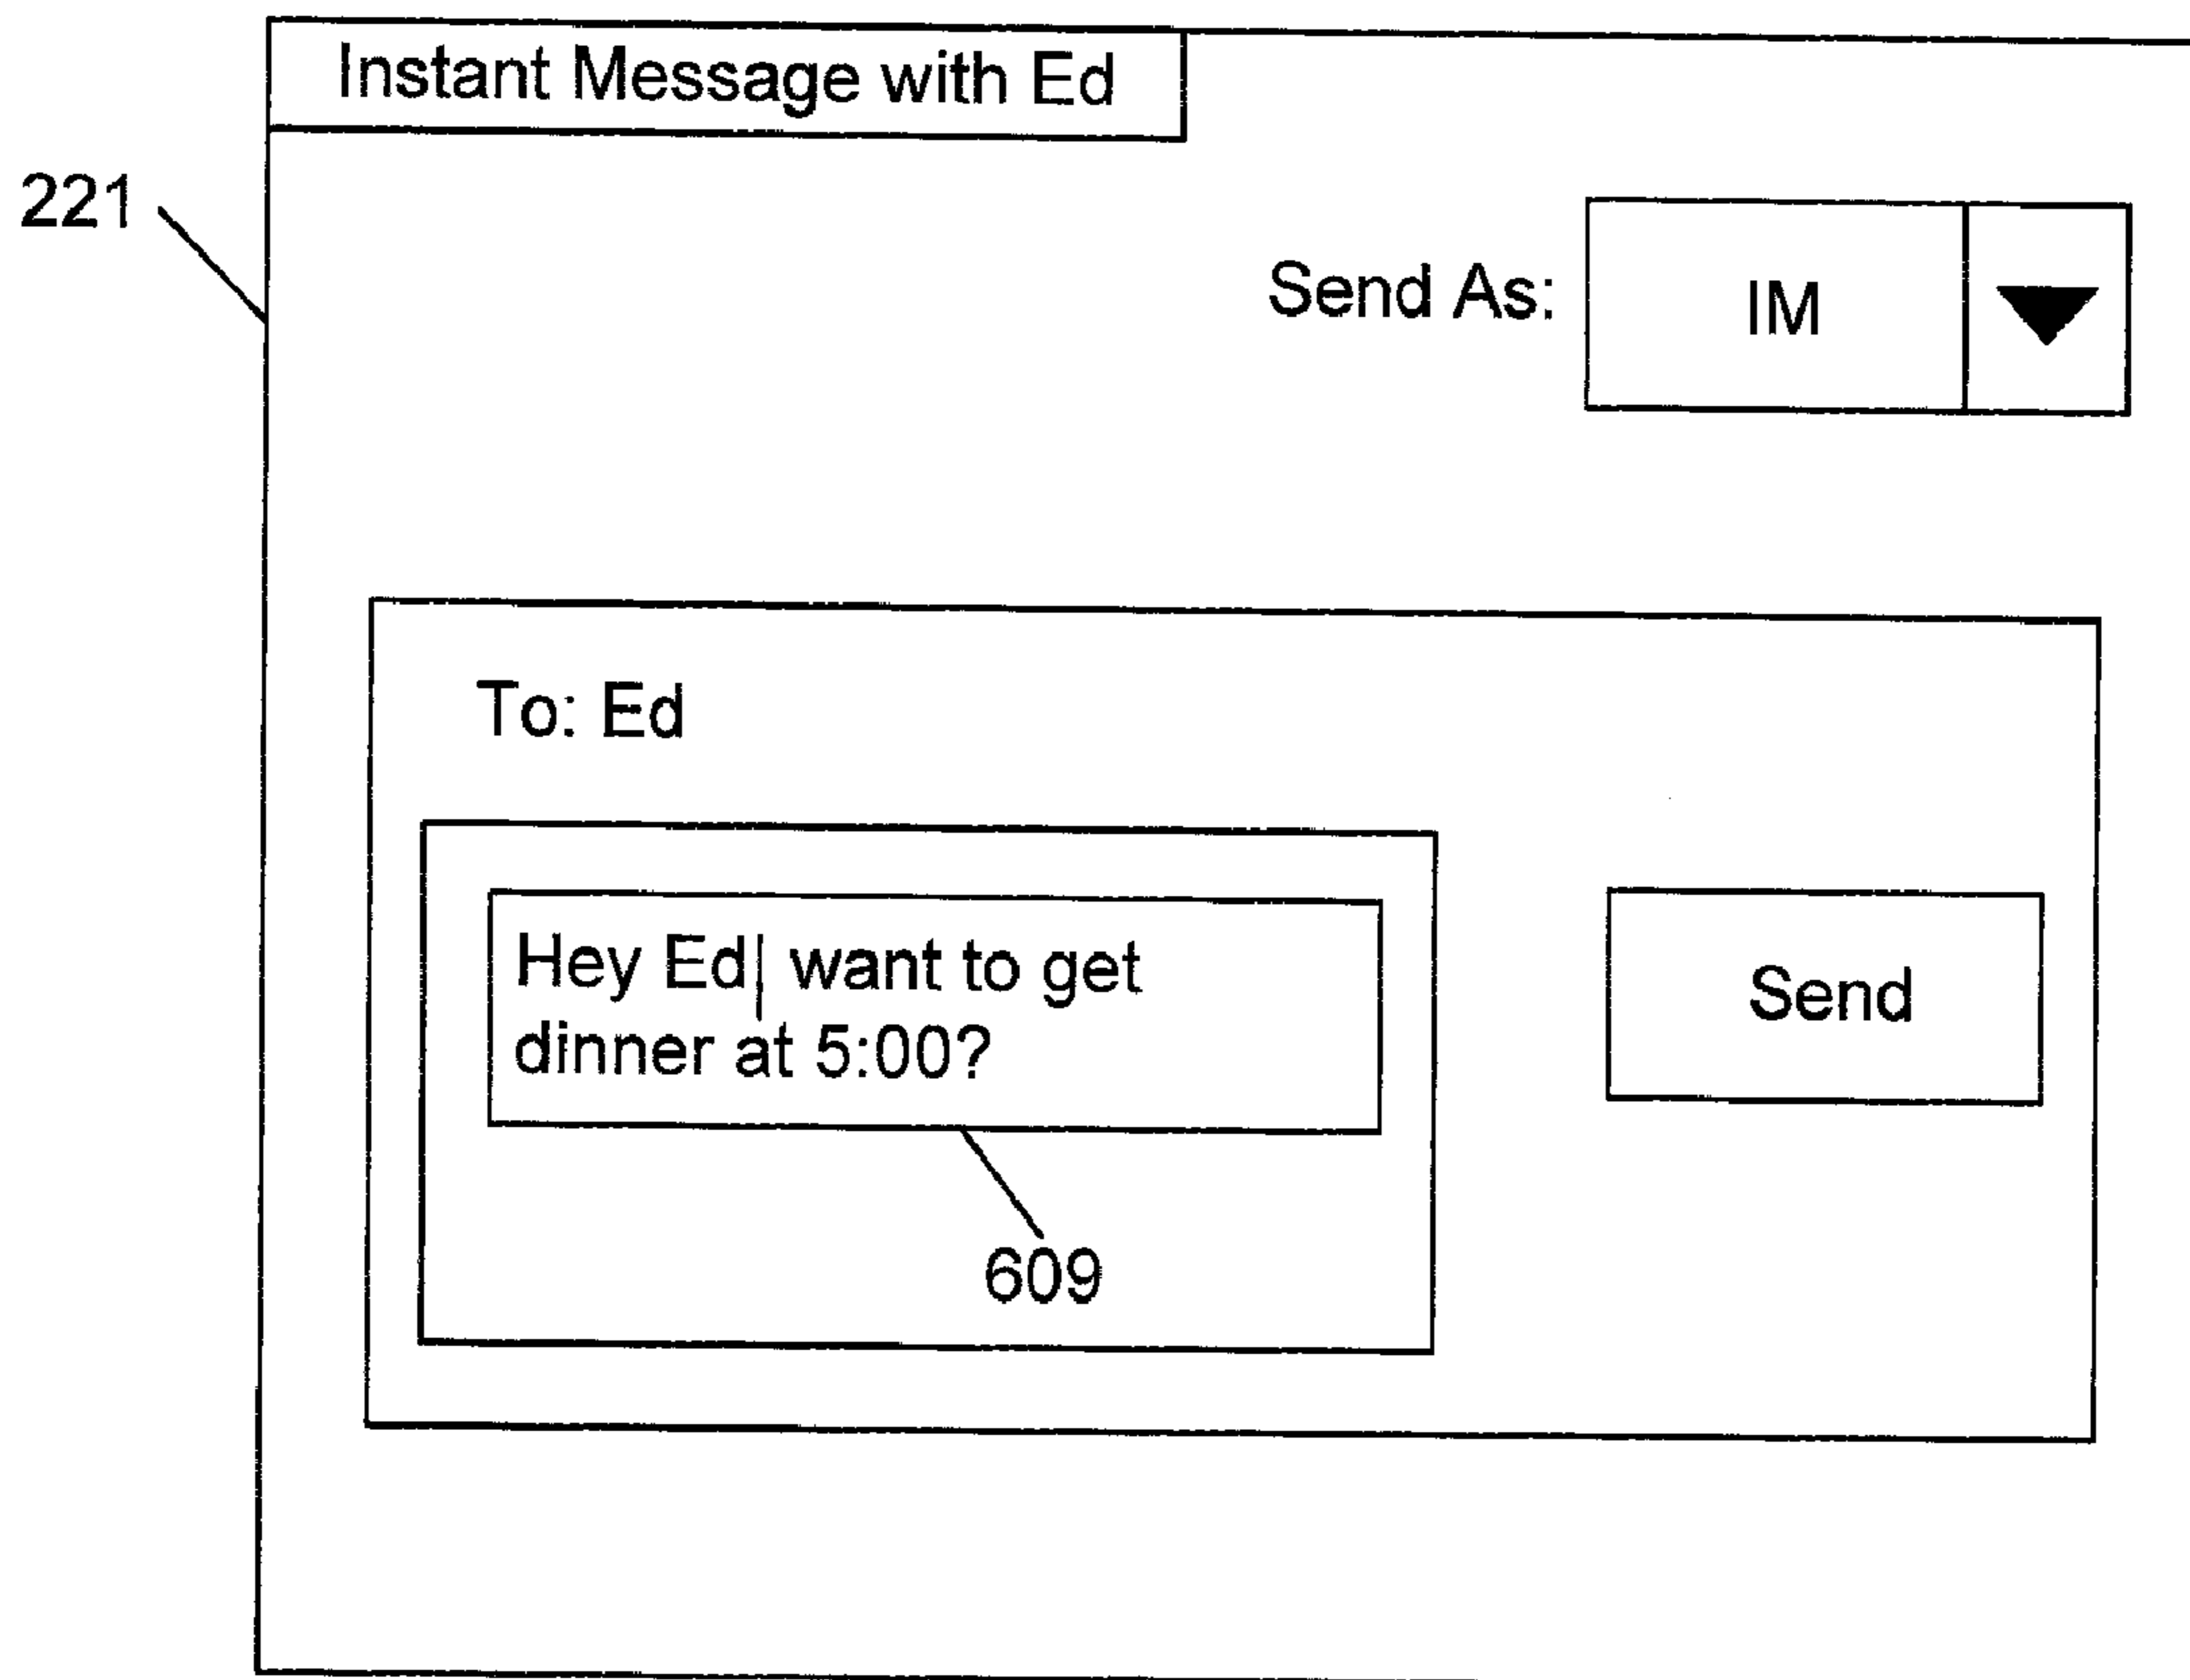 Instant Message with Ed
221
Send As:
IM
To: Ed
Hey Ed| want to get
dinner at 5:00?
Send
609